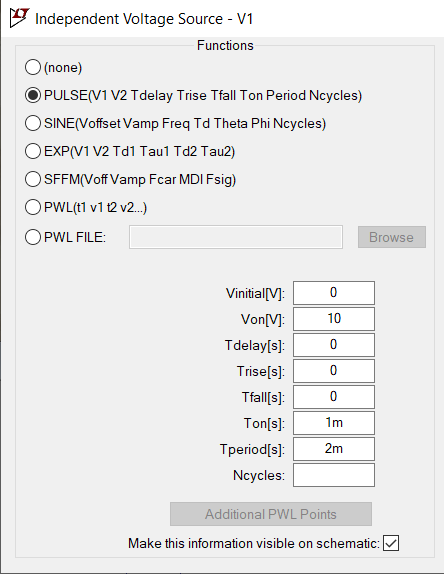 Independent Voltage Source - V1
Functions
(none)
PULSE(V1 V2 Tdelay Trise Tfall Ton Period Ncycles)
SINE(Voffset Vamp Freq Td Theta Phi Ncycles)
EXP(V1 V2 Td1 Tau1 Td2 Tau2)
SFFM(Voff Vamp Fcar MDI Fsig)
PWL(t1 v1 t2 v2...)
PWL FILE: Browse
Vinitial[V]: 0
Von[V]: 10
Tdelay[s]: 0
Trise[s]: 0
Tfall[s]: 0
Ton[s]: 1m
Tperiod[s]: 2m
Ncycles:
Additional PWL Points
Make this information visible on schematic: